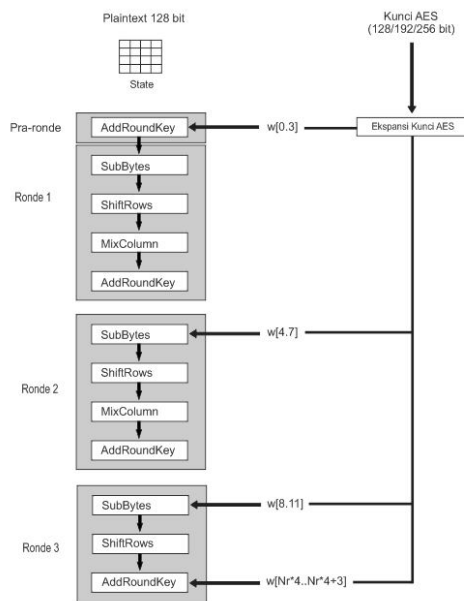 Plaintext 128 bit
Kunci AES
(128/192/256 bit)
State
Pra-ronde
AddRoundKey
w[0.3]
Ekspansi Kunci AES
Ronde 1
SubBytes
ShiftRows
MixColumn
AddRoundKey
Ronde 2
SubBytes
w[4.7]
ShiftRows
MixColumn
AddRoundKey
Ronde 3
SubBytes
w[8.11]
ShiftRows
AddRoundKey
w[Nr*4..Nr*4+3]